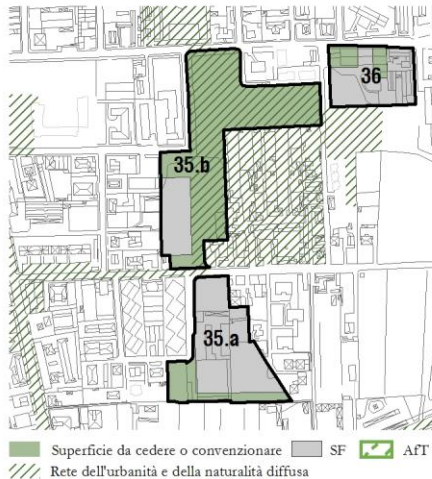 36
35.b
35.a
Superficie da cedere o convenzionare SF AfT
Rete dell'urbanità e della naturalità diffusa